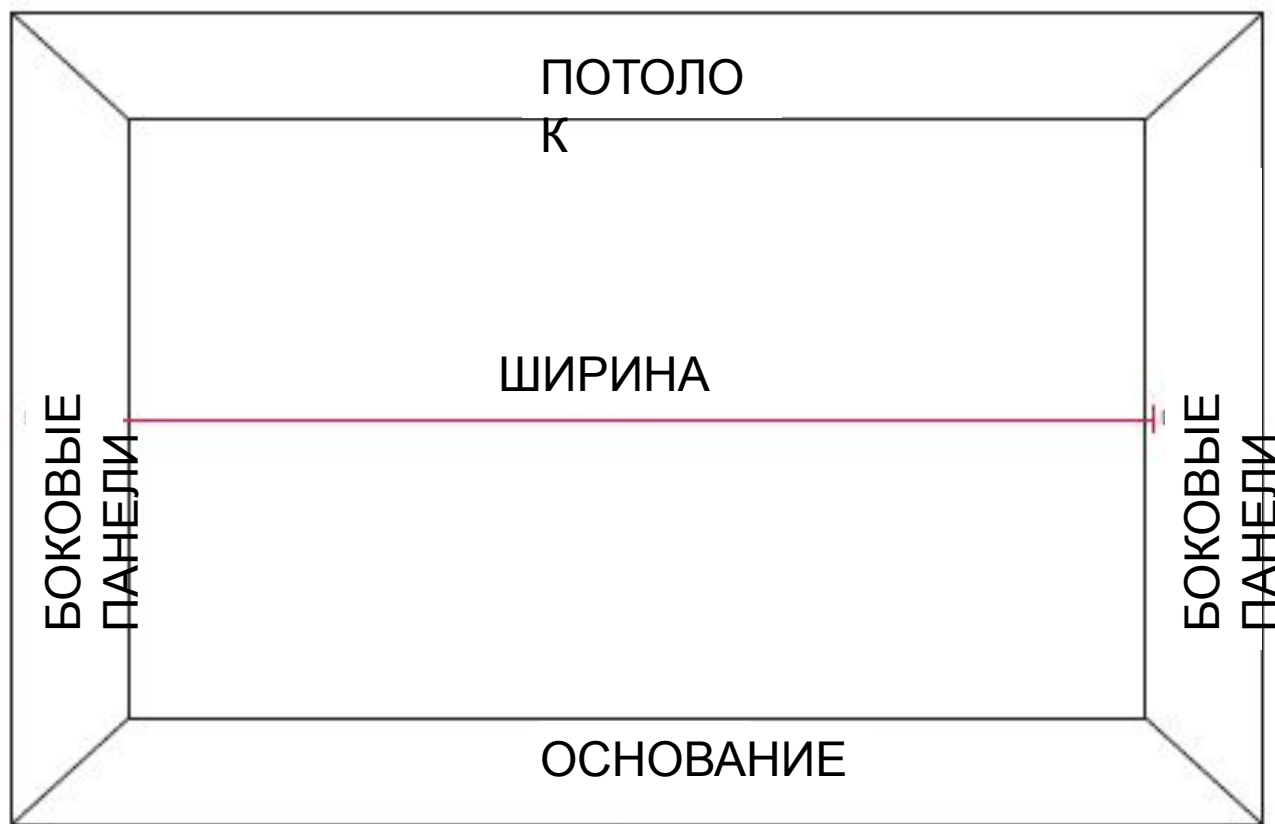 ПОТОЛО
К
ШИРИНА
БОКОВЫЕ
ПАНЕЛИ
БОКОВЫЕ
ПАНЕЛИ
ОСНОВАНИЕ